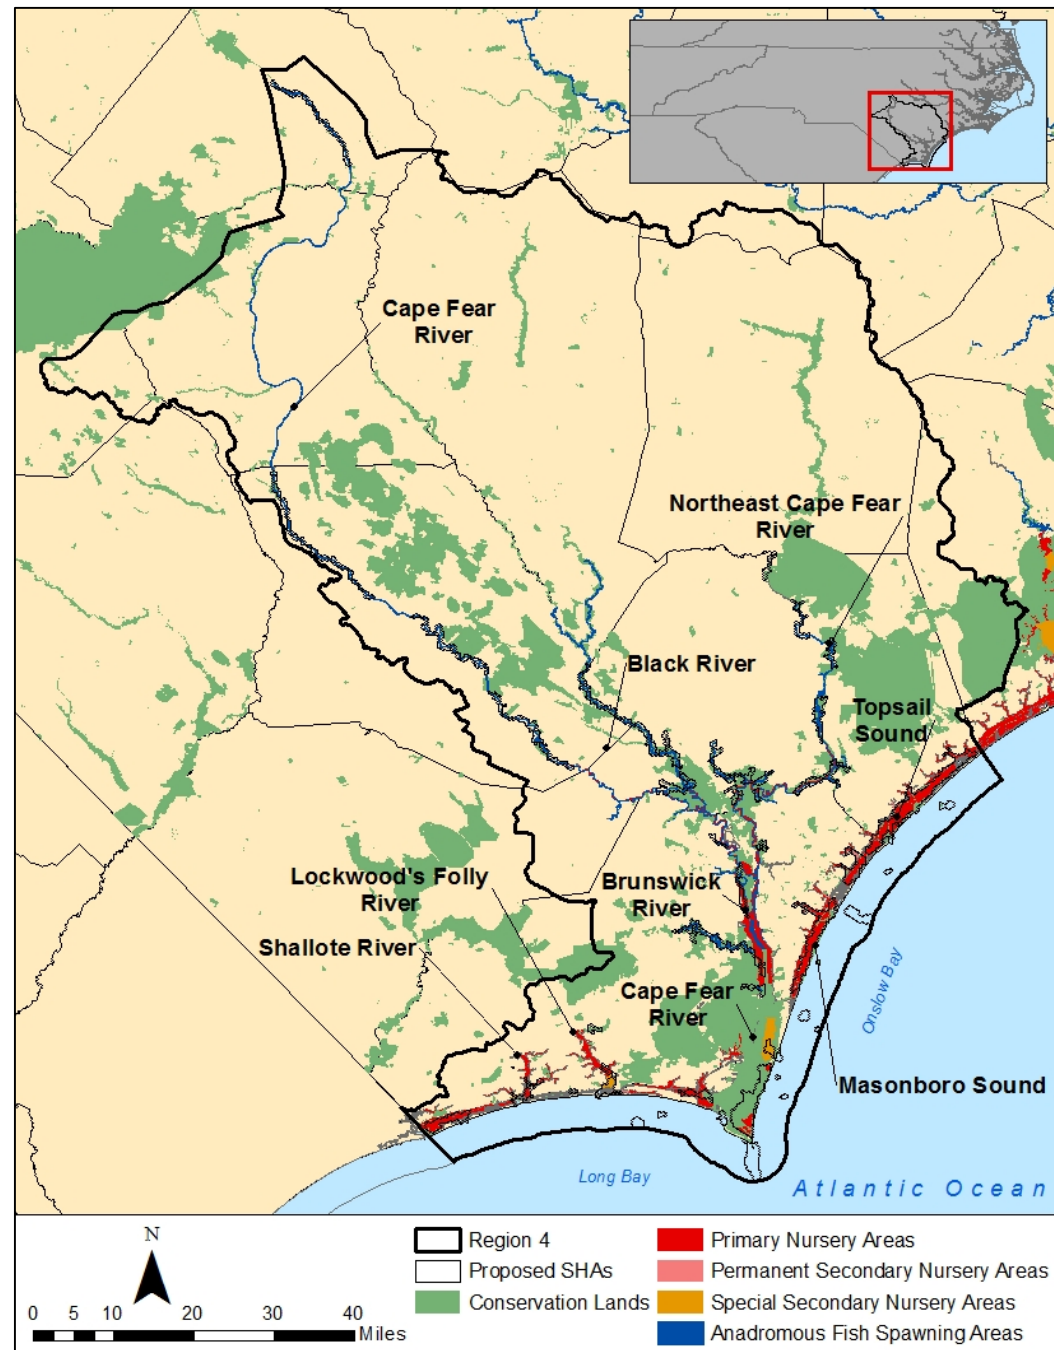 Cape Fear
River
Northeast Cape Fear
River
Black River
Topsail
Sound
Lockwood's Folly
River
Brunswick
River
Shallote River
Cape Fear
River
Onslow Bay
Masonboro Sound
Long Bay
Atlantic Ocean
N
0 5 10 20 30 40
Miles
Region 4
Proposed SHAs
Conservation Lands
Primary Nursery Areas
Permanent Secondary Nursery Areas
Special Secondary Nursery Areas
Anadromous Fish Spawning Areas